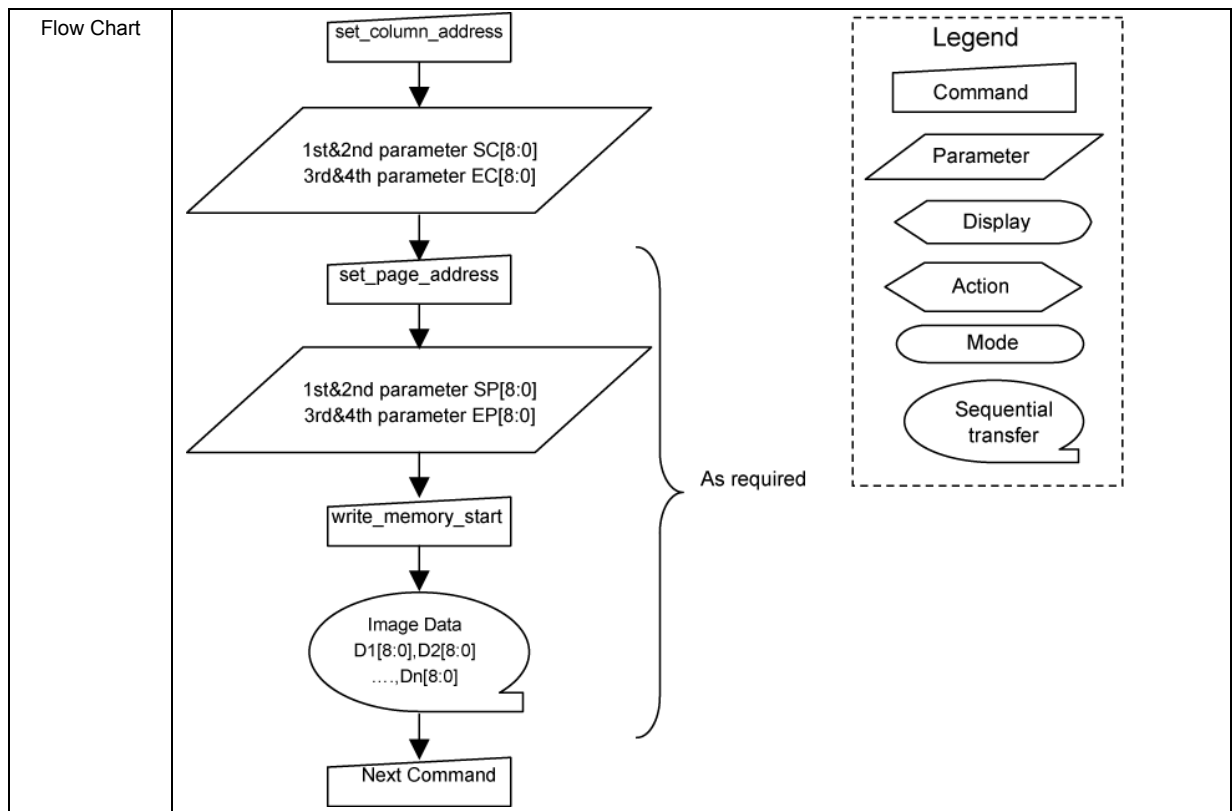 Flow Chart
set_column_address
1st&2nd parameter SC[8:0]
3rd&4th parameter EC[8:0]
set_page_address
1st&2nd parameter SP[8:0]
3rd&4th parameter EP[8:0]
write_memory_start
Image Data
D1[8:0],D2[8:0]
....,Dn[8:0]
Next Command
As required
Legend
Command
Parameter
Display
Action
Mode
Sequential
transfer